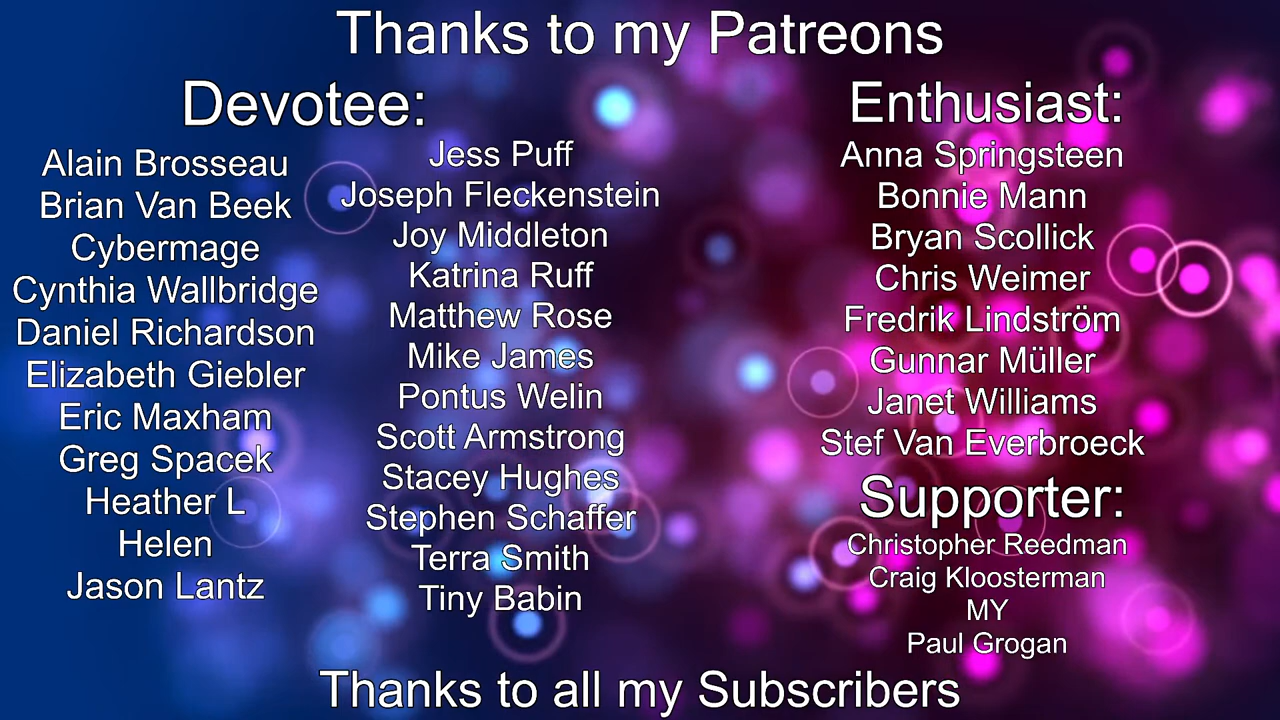 Thanks to my Patreons
Devotee:
Alain Brosseau
Brian Van Beek
Cybermage
Cynthia Wallbridge
Daniel Richardson
Elizabeth Giebler
Eric Maxham
Greg Spacek
Heather L
Helen
Jason Lantz
Jess Puff
Joseph Fleckenstein
Joy Middleton
Katrina Ruff
Matthew Rose
Mike James
Pontus Welin
Scott Armstrong
Stacey Hughes
Stephen Schaffer
Terra Smith
Tiny Babin
Enthusiast:
Anna Springsteen
Bonnie Mann
Bryan Scollick
Chris Weimer
Fredrik Lindström
Gunnar Müller
Janet Williams
Stef Van Everbroeck
Supporter:
Christopher Reedman
Craig Kloosterman
MY
Paul Grogan
Thanks to all my Subscribers